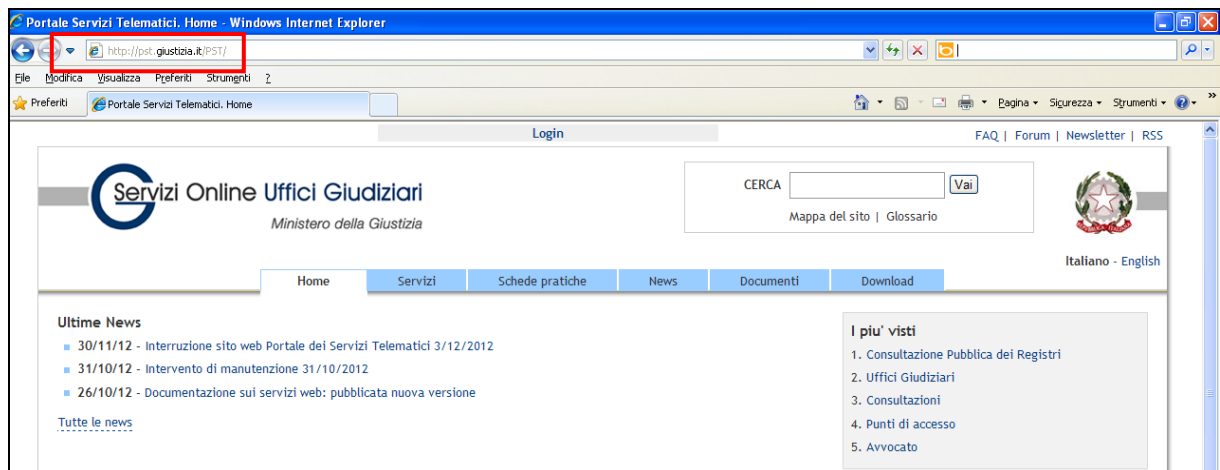 Portale Servizi Telematici. Home - Windows Internet Explorer
http://pst.giustizia.it/PST/
File Modifica Visualizza Preferiti Strumenti ?
Preferiti Portale Servizi Telematici. Home Pagina Sicurezza Strumenti
Login FAQ | Forum | Newsletter | RSS
Servizi Online Uffici Giudiziari
Ministero della Giustizia
CERCA Vai
Mappa del sito | Glossario
Italiano - English
Home Servizi Schede pratiche News Documenti Download
Ultime News
30/11/12 - Interruzione sito web Portale dei Servizi Telematici 3/12/2012
31/10/12 - Intervento di manutenzione 31/10/2012
26/10/12 - Documentazione sui servizi web: pubblicata nuova versione
Tutte le news
I piu' visti
1. Consultazione Pubblica dei Registri
2. Uffici Giudiziari
3. Consultazioni
4. Punti di accesso
5. Avvocato